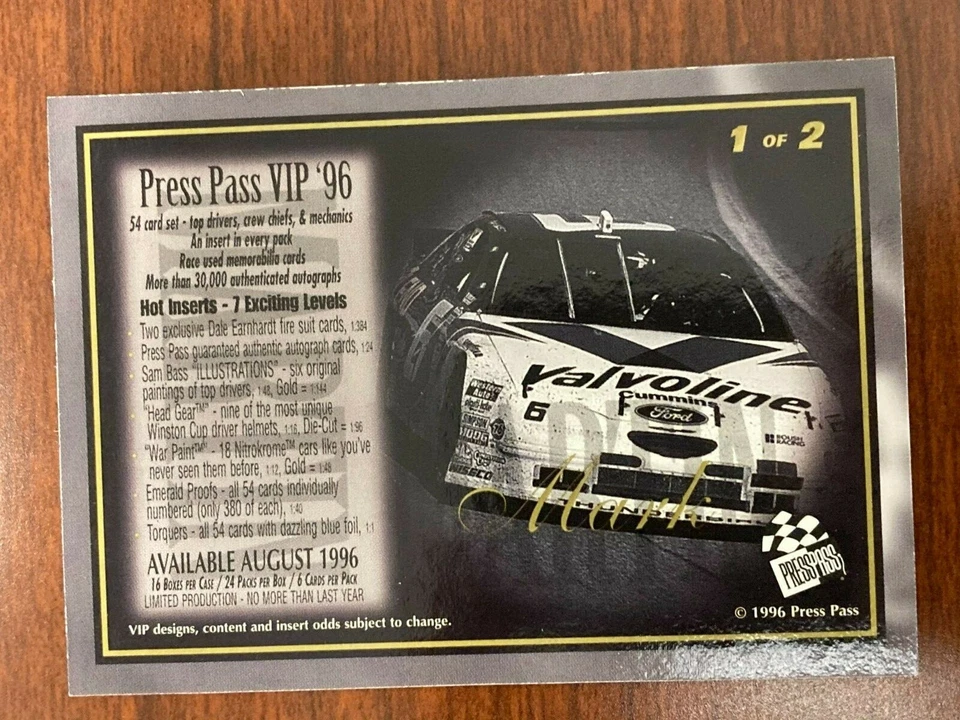 1 OF 2
Press Pass VIP '96
54 card set - top drivers, crew chiefs, & mechanics
An insert in every pack
Race used memorabilia cards
More than 30,000 authenticated autographs
Hot Inserts - 7 Exciting Levels
Two exclusive Dale Earnhardt fire suit cards, 1:384
Press Pass guaranteed authentic autograph cards, 1:24
Sam Bass "ILLUSTRATIONS" - six original
paintings of top drivers, 1:48, Gold = 1:144
"Head Gear™" - nine of the most unique
Winston Cup driver helmets, 1:16, Die-Cut = 1:96
"War Paint™" - 18 Nitrokrome™ cars like you've
never seen them before, 1:12, Gold = 1:48
Emerald Proofs - all 54 cards individually
numbered (only 380 of each), 1:40
Torquers - all 54 cards with dazzling blue foil, 1:1
AVAILABLE AUGUST 1996
16 BOXES PER CASE / 24 PACKS PER BOX / 6 CARDS PER PACK
LIMITED PRODUCTION - NO MORE THAN LAST YEAR
VIP designs, content and insert odds subject to change.
Valvoline
Cummins
6
Ford
ROUSH
RACING
Mark
PRESS PASS
© 1996 Press Pass